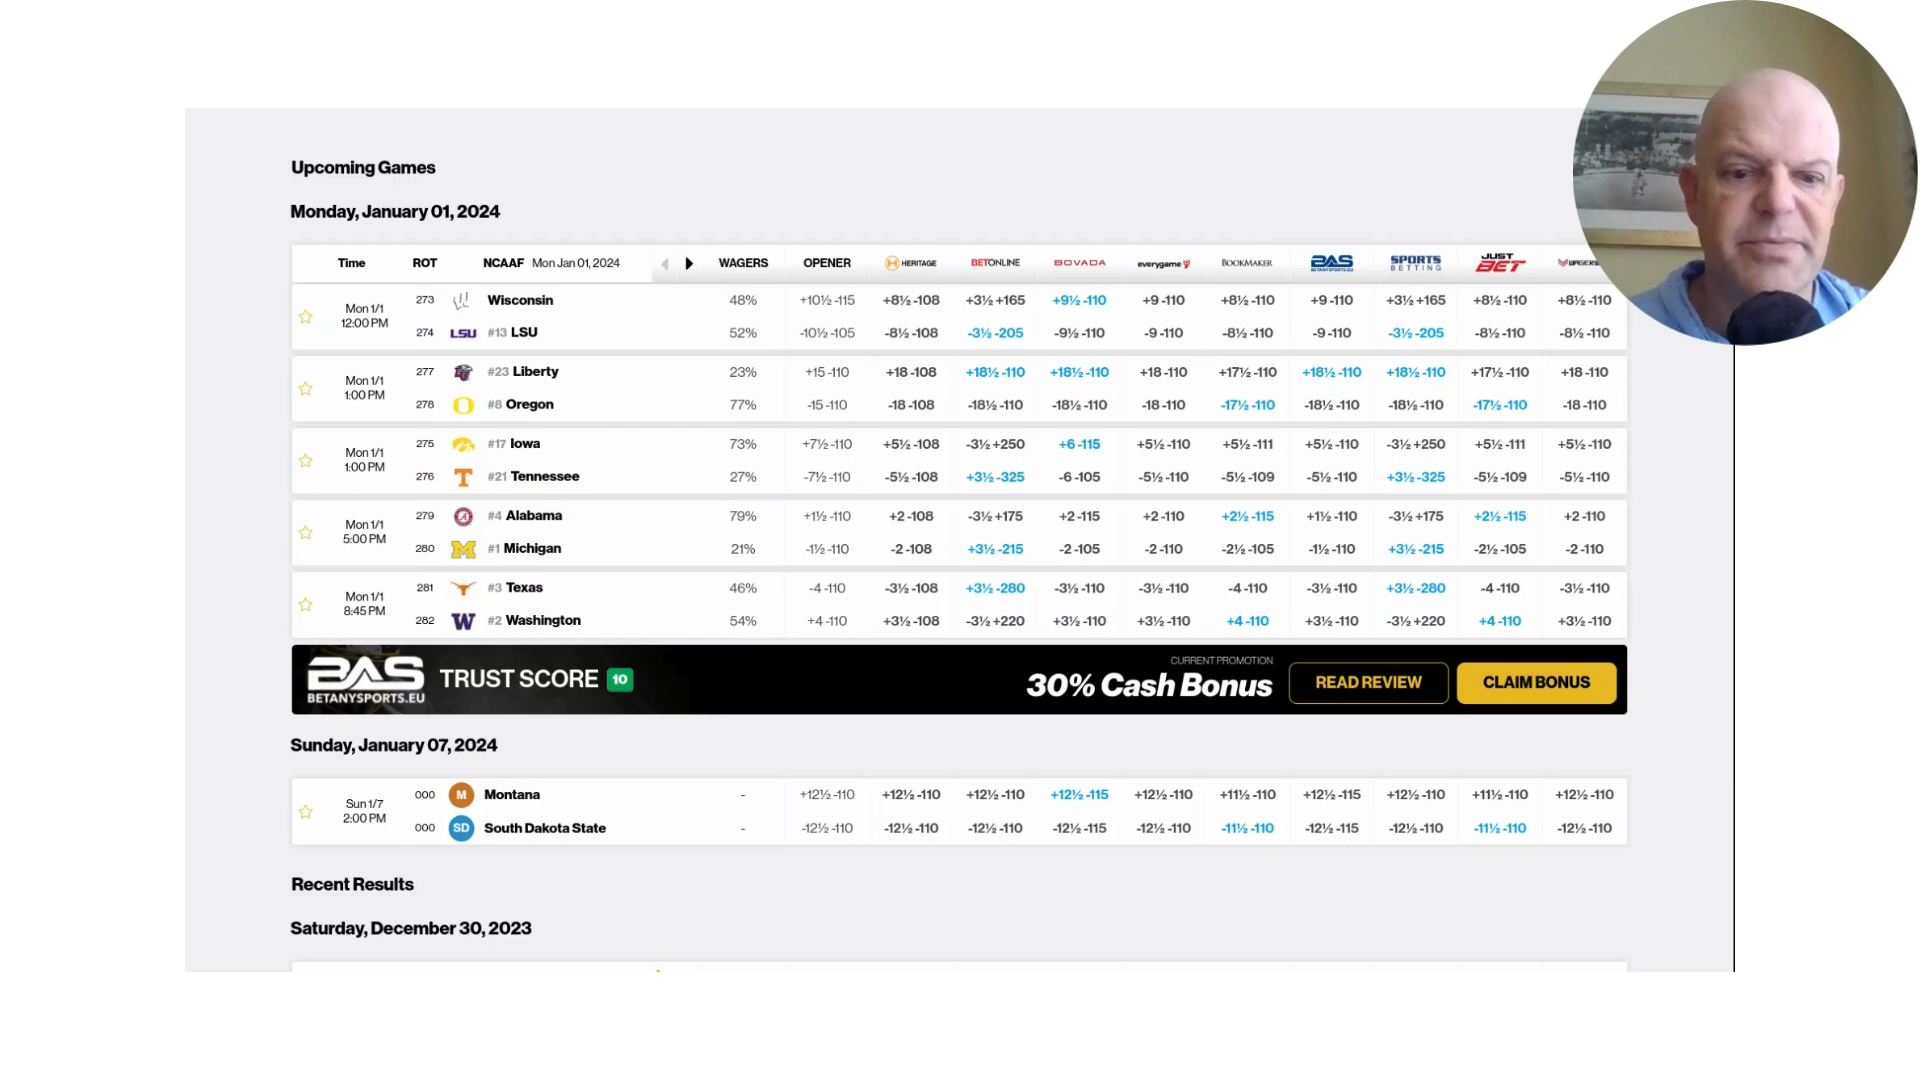 Upcoming Games
Monday, January 01, 2024
Time ROT NCAAF Mon Jan 01, 2024 WAGERS OPENER HERITAGE BETONLINE BOVADA everygame BOOKMAKER BAS BETANYSPORTS.EU SPORTS BETTING JUST BET
Mon 1/1 12:00 PM
273 Wisconsin 48% +10½ -115 +8½ -108 +3½ +165 +9½ -110 +9 -110 +8½ -110 +9 -110 +3½ +165 +8½ -110 +8½ -110
274 LSU #13 LSU 52% -10½ -105 -8½ -108 -3½ -205 -9½ -110 -9 -110 -8½ -110 -9 -110 -3½ -205 -8½ -110 -8½ -110
Mon 1/1 1:00 PM
277 #23 Liberty 23% +15 -110 +18 -108 +18½ -110 +18½ -110 +18 -110 +17½ -110 +18½ -110 +18½ -110 +17½ -110 +18 -110
278 #8 Oregon 77% -15 -110 -18 -108 -18½ -110 -18½ -110 -18 -110 -17½ -110 -18½ -110 -18½ -110 -17½ -110 -18 -110
Mon 1/1 1:00 PM
275 #17 Iowa 73% +7½ -110 +5½ -108 -3½ +250 +6 -115 +5½ -110 +5½ -111 +5½ -110 -3½ +250 +5½ -111 +5½ -110
276 T #21 Tennessee 27% -7½ -110 -5½ -108 +3½ -325 -6 -105 -5½ -110 -5½ -109 -5½ -110 +3½ -325 -5½ -109 -5½ -110
Mon 1/1 5:00 PM
279 A #4 Alabama 79% +1½ -110 +2 -108 -3½ +175 +2 -115 +2 -110 +2½ -115 +1½ -110 -3½ +175 +2½ -115 +2 -110
280 M #1 Michigan 21% -1½ -110 -2 -108 +3½ -215 -2 -105 -2 -110 -2½ -105 -1½ -110 +3½ -215 -2½ -105 -2 -110
Mon 1/1 8:45 PM
281 #3 Texas 46% -4 -110 -3½ -108 +3½ -280 -3½ -110 -3½ -110 -4 -110 -3½ -110 +3½ -280 -4 -110 -3½ -110
282 W #2 Washington 54% +4 -110 +3½ -108 -3½ +220 +3½ -110 +3½ -110 +4 -110 +3½ -110 -3½ +220 +4 -110 +3½ -110
BAS BETANYSPORTS.EU TRUST SCORE 10 CURRENT PROMOTION 30% Cash Bonus READ REVIEW CLAIM BONUS
Sunday, January 07, 2024
Sun 1/7 2:00 PM
000 M Montana - +12½ -110 +12½ -110 +12½ -110 +12½ -115 +12½ -110 +11½ -110 +12½ -115 +12½ -110 +11½ -110 +12½ -110
000 SD South Dakota State - -12½ -110 -12½ -110 -12½ -110 -12½ -115 -12½ -110 -11½ -110 -12½ -115 -12½ -110 -11½ -110 -12½ -110
Recent Results
Saturday, December 30, 2023